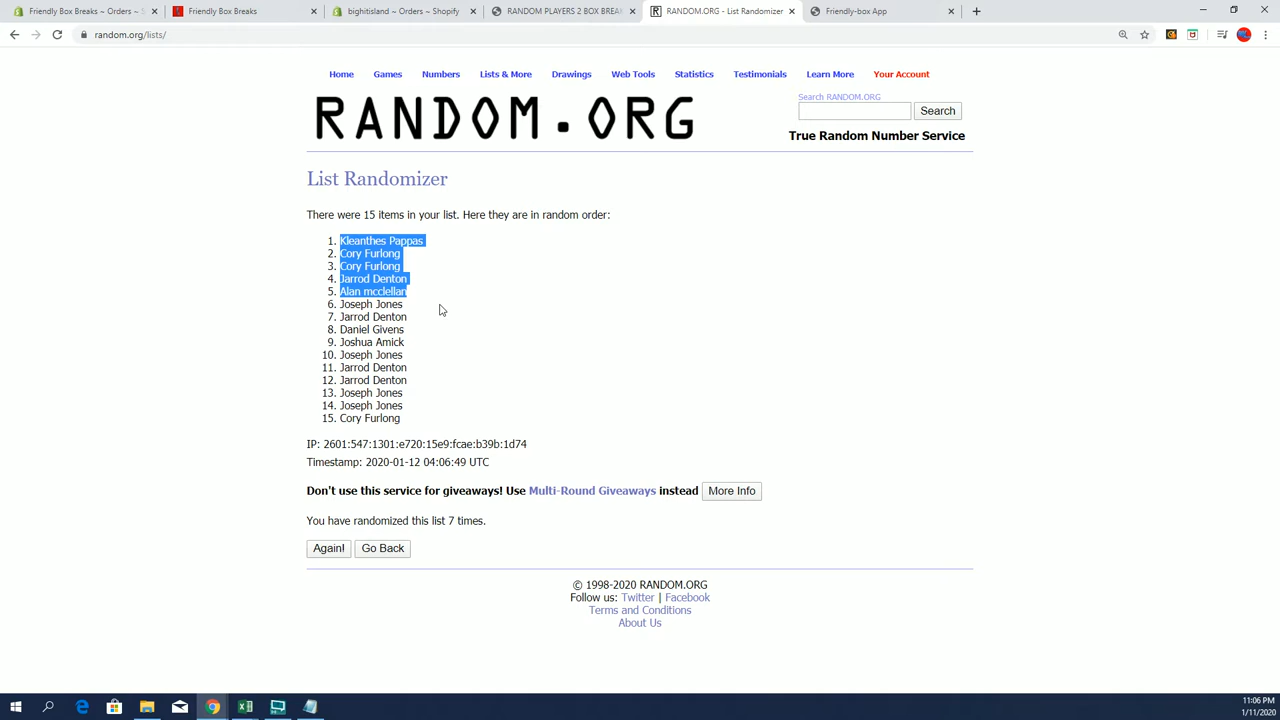 Friendly Box Breaks ~ Orders ~ S
Friendly Box Breaks
bighitisland ~ Orders ~ Shopify
RANDOM PLAYERS 2 BOX BREAK
RANDOM.ORG - List Randomizer
Friendly-box App
random.org/lists/
Home Games Numbers Lists & More Drawings Web Tools Statistics Testimonials Learn More Your Account
RANDOM.ORG
Search RANDOM.ORG
Search
True Random Number Service
List Randomizer
There were 15 items in your list. Here they are in random order:
1. Kleanthes Pappas
2. Cory Furlong
3. Cory Furlong
4. Jarrod Denton
5. Alan mcclellan
6. Joseph Jones
7. Jarrod Denton
8. Daniel Givens
9. Joshua Amick
10. Joseph Jones
11. Jarrod Denton
12. Jarrod Denton
13. Joseph Jones
14. Joseph Jones
15. Cory Furlong
IP: 2601:547:1301:e720:15e9:fcae:b39b:1d74
Timestamp: 2020-01-12 04:06:49 UTC
Don't use this service for giveaways! Use Multi-Round Giveaways instead More Info
You have randomized this list 7 times.
Again! Go Back
© 1998-2020 RANDOM.ORG
Follow us: Twitter | Facebook
Terms and Conditions
About Us
11:06 PM
1/11/2020